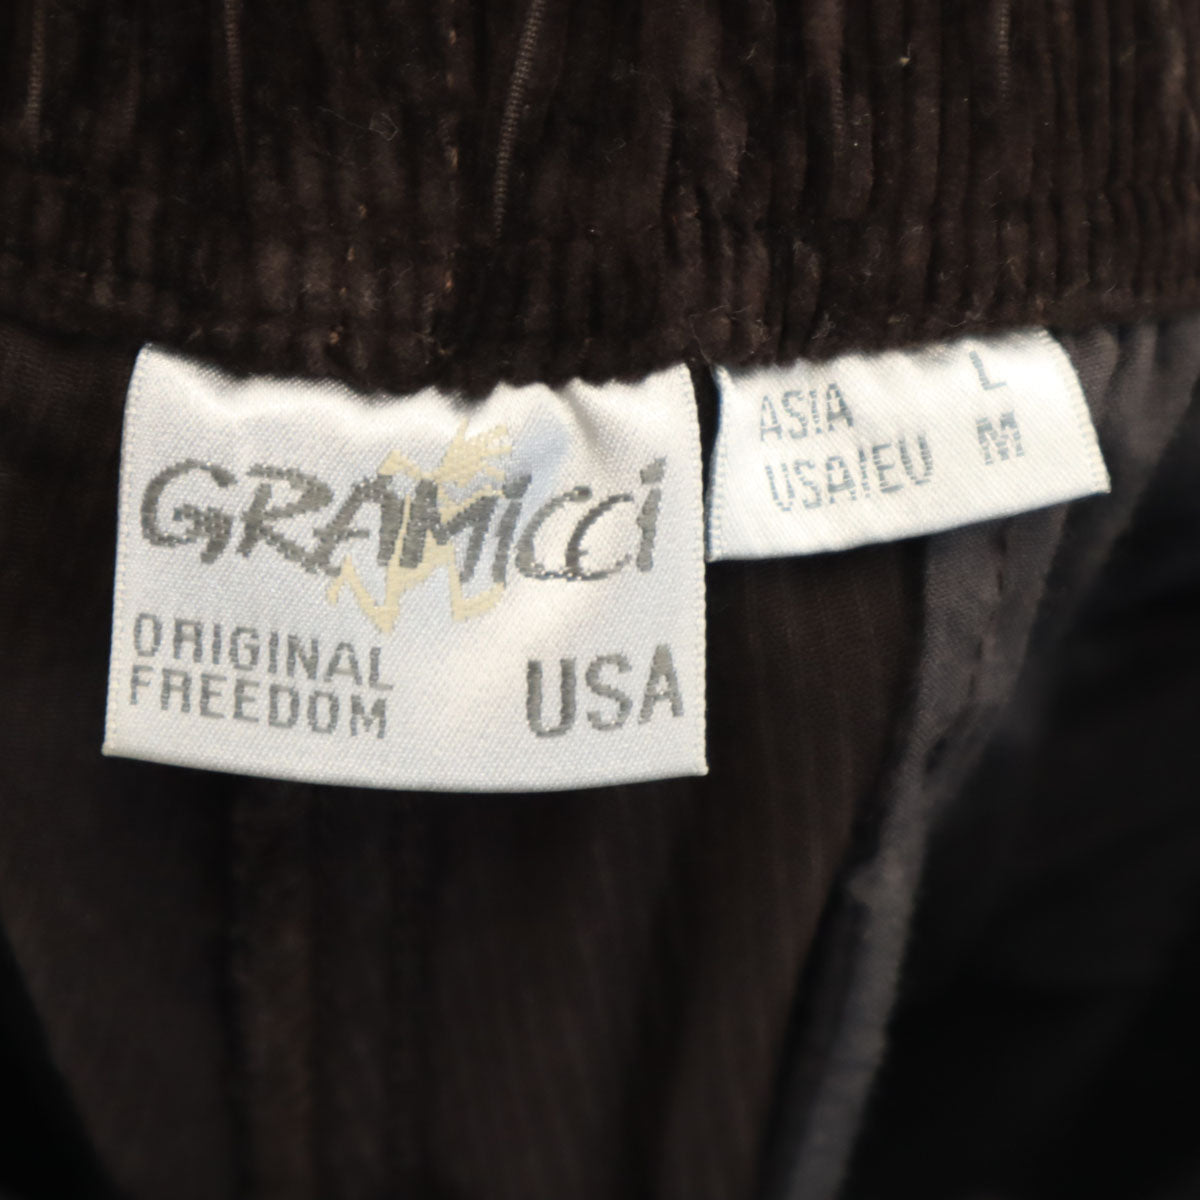 GRAMicci
ORIGINAL
FREEDOM
USA
ASIA L
USA/EU M